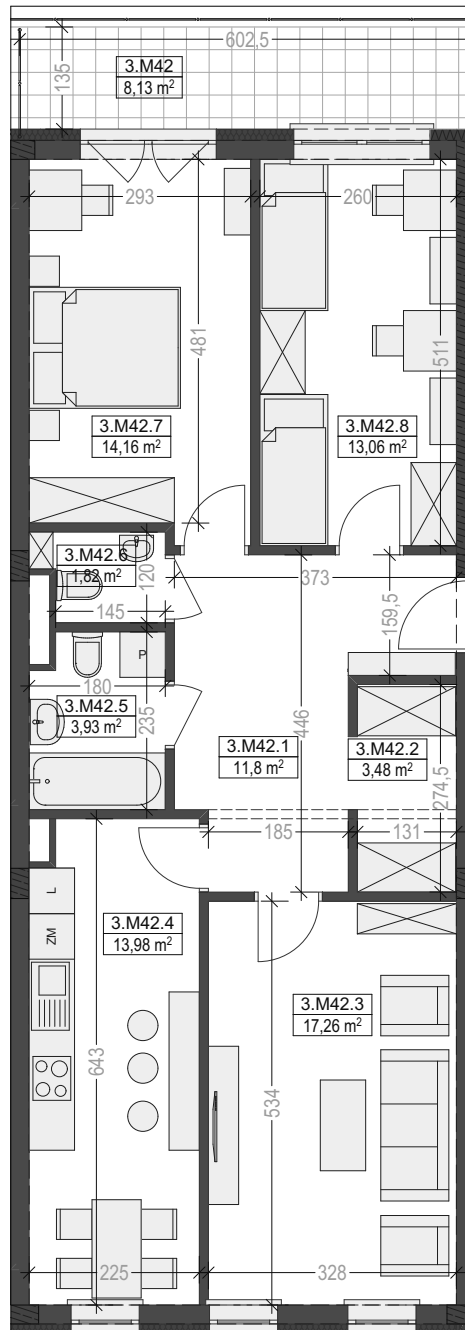 602,5
135
3.M42
8,13 m²
293
260
481
511
3.M42.7
14,16 m²
3.M42.8
13,06 m²
3.M42.6
1,82 m²
120
145
373
159,5
P
180
3.M42.5
3,93 m²
235
446
3.M42.1
11,8 m²
3.M42.2
3,48 m²
274,5
185
131
L
ZM
3.M42.4
13,98 m²
643
3.M42.3
17,26 m²
534
225
328